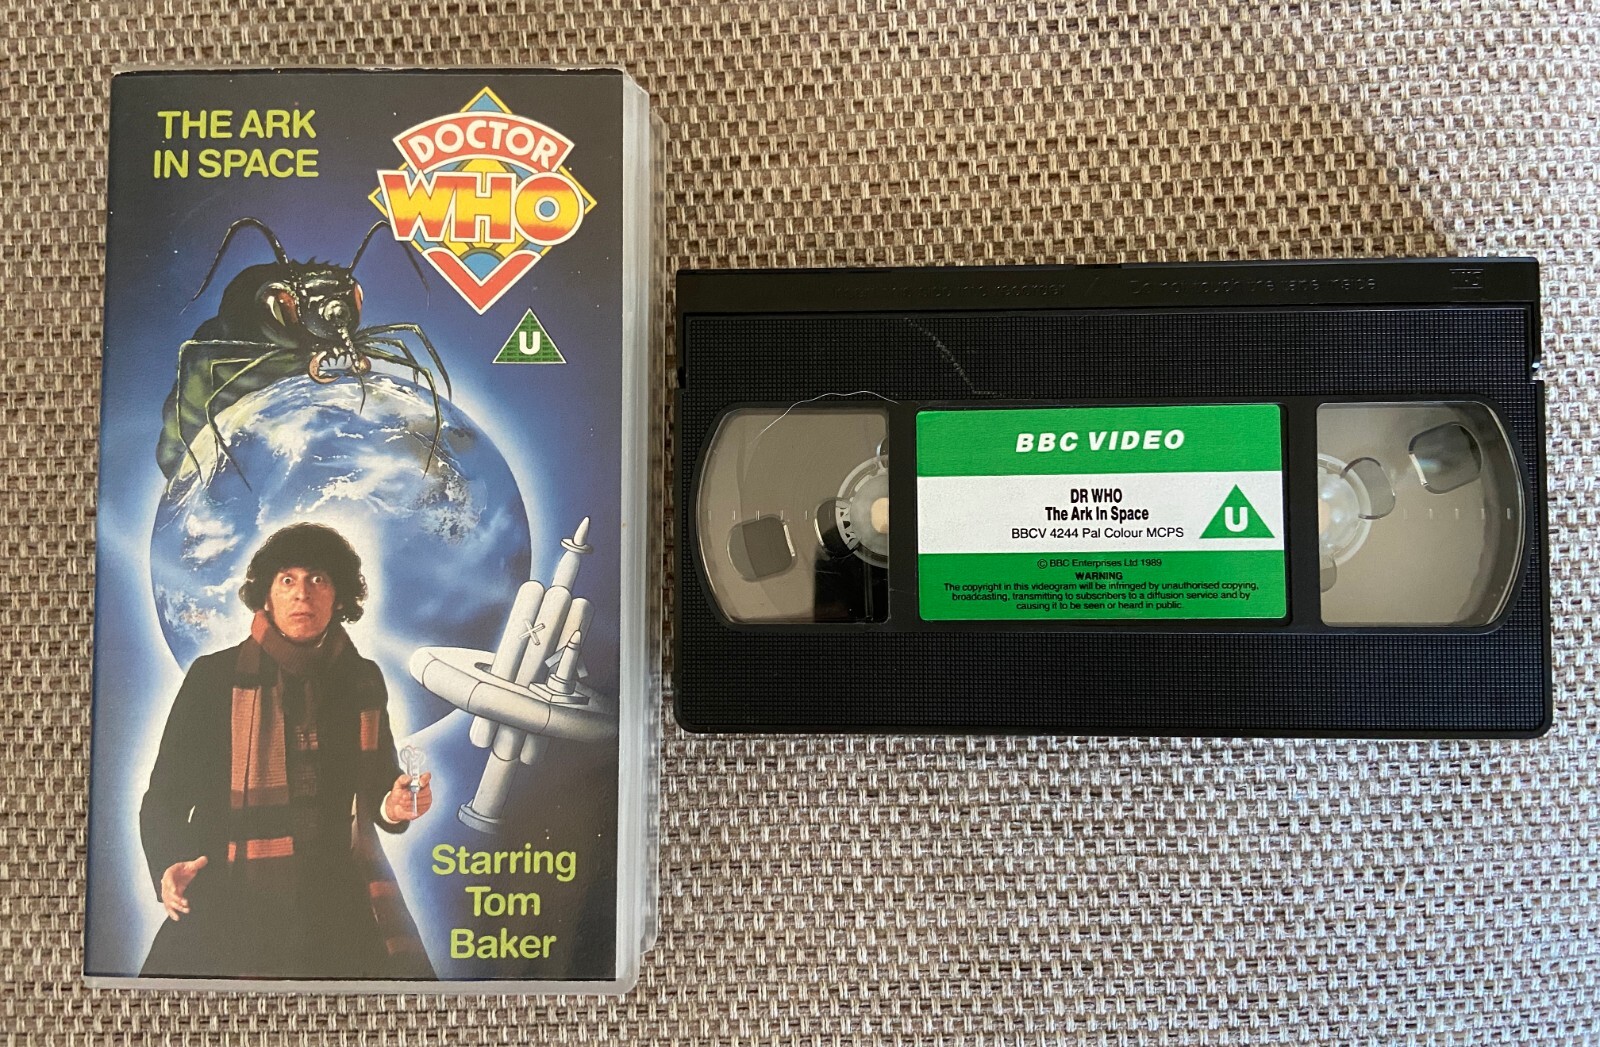 THE ARK
IN SPACE
DOCTOR
WHO
U
Starring
Tom
Baker
BBC VIDEO
DR WHO
The Ark In Space
BBCV 4244 Pal Colour MCPS
U
© BBC Enterprises Ltd 1989
WARNING
The copyright in this videogram will be infringed by unauthorised copying,
broadcasting, transmitting to subscribers to a diffusion service and by
causing it to be seen or heard in public.